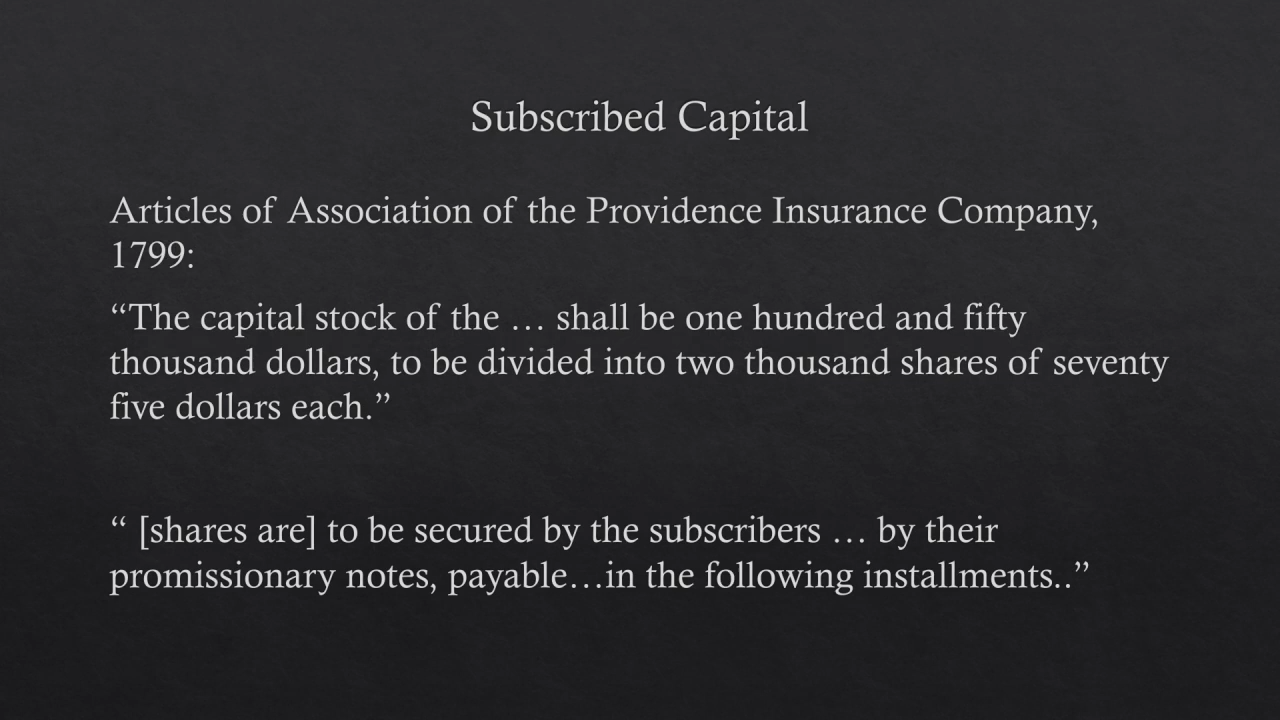 Subscribed Capital
Articles of Association of the Providence Insurance Company,
1799:
“The capital stock of the … shall be one hundred and fifty
thousand dollars, to be divided into two thousand shares of seventy
five dollars each.”
“ [shares are] to be secured by the subscribers … by their
promissionary notes, payable…in the following installments..”